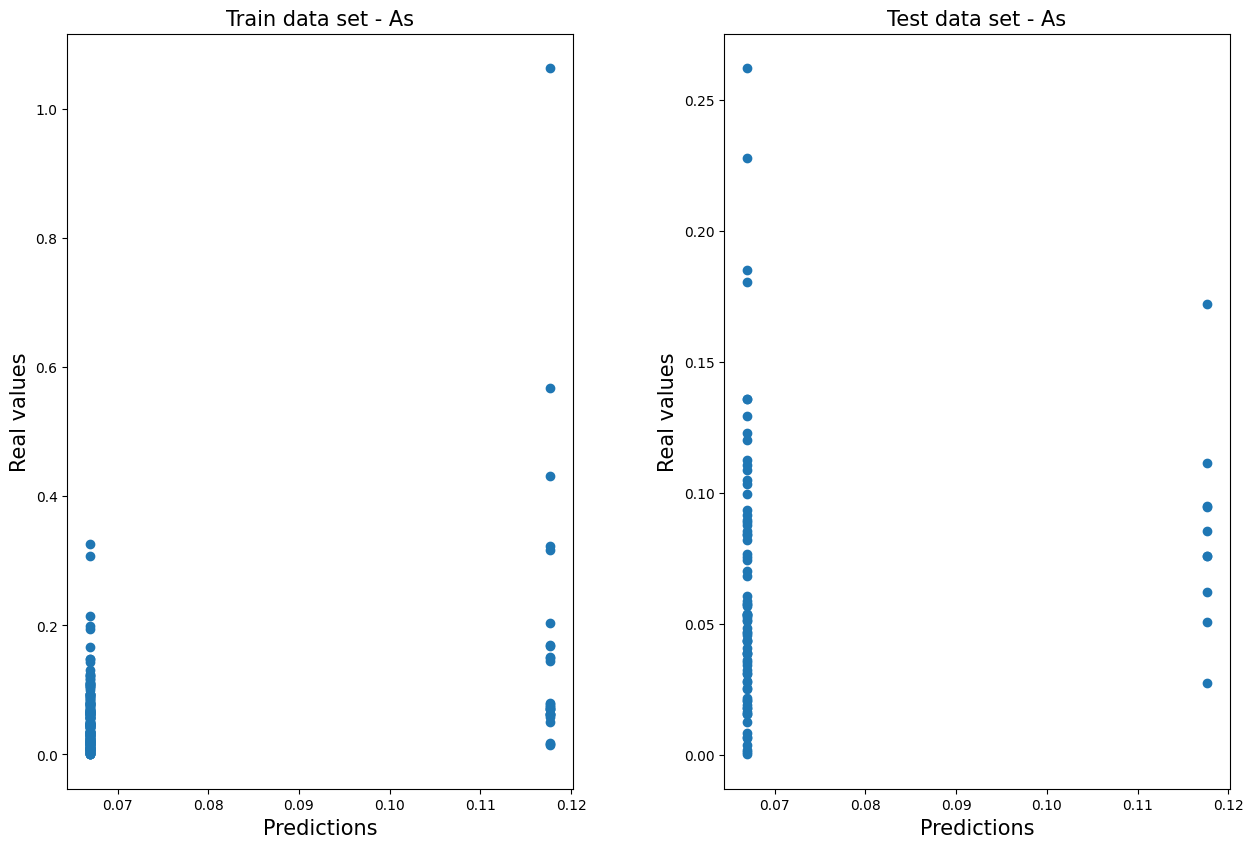 Train data set - As
Real values
1.0
0.8
0.6
0.4
0.2
0.0
0.07 0.08 0.09 0.10 0.11 0.12
Predictions
Test data set - As
Real values
0.25
0.20
0.15
0.10
0.05
0.00
0.07 0.08 0.09 0.10 0.11 0.12
Predictions